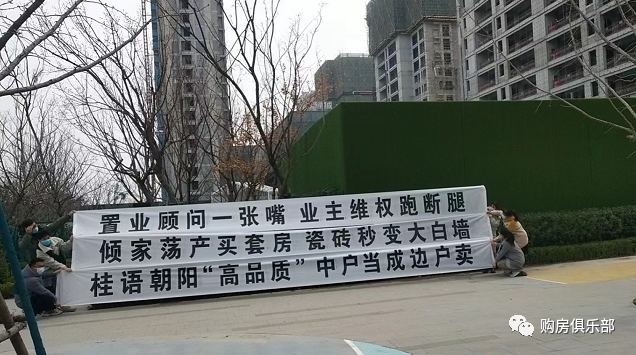 置业顾问一张嘴 业主维权跑断腿
倾家荡产买套房 瓷砖秒变大白墙
桂语朝阳“高品质”中户当成边户卖
购房俱乐部